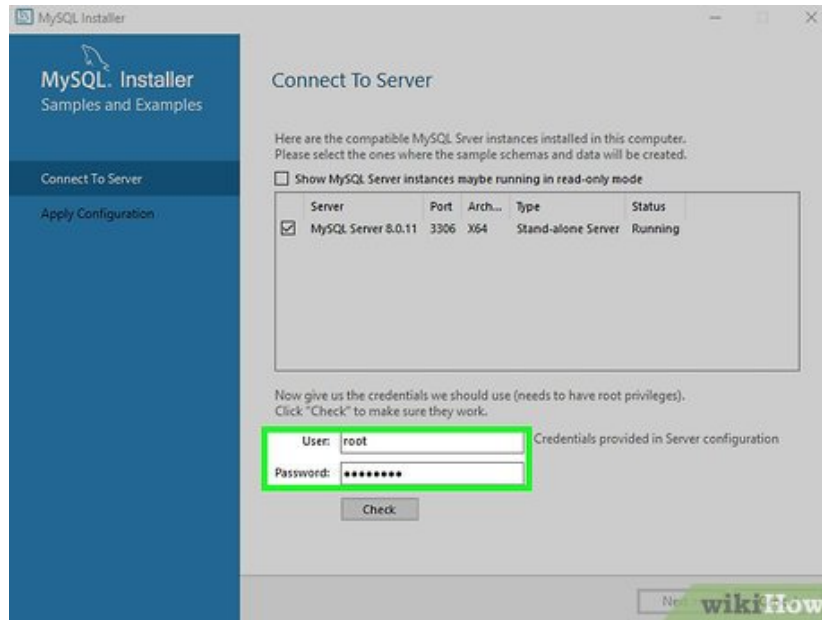 MySQL Installer
MySQL. Installer
Samples and Examples
Connect To Server
Apply Configuration
Connect To Server
Here are the compatible MySQL Srver instances installed in this computer.
Please select the ones where the sample schemas and data will be created.
Show MySQL Server instances maybe running in read-only mode
Server Port Arch... Type Status
MySQL Server 8.0.11 3306 X64 Stand-alone Server Running
Now give us the credentials we should use (needs to have root privileges).
Click "Check" to make sure they work.
User: root Credentials provided in Server configuration
Password: ●●●●●●●●
Check
wikiHow